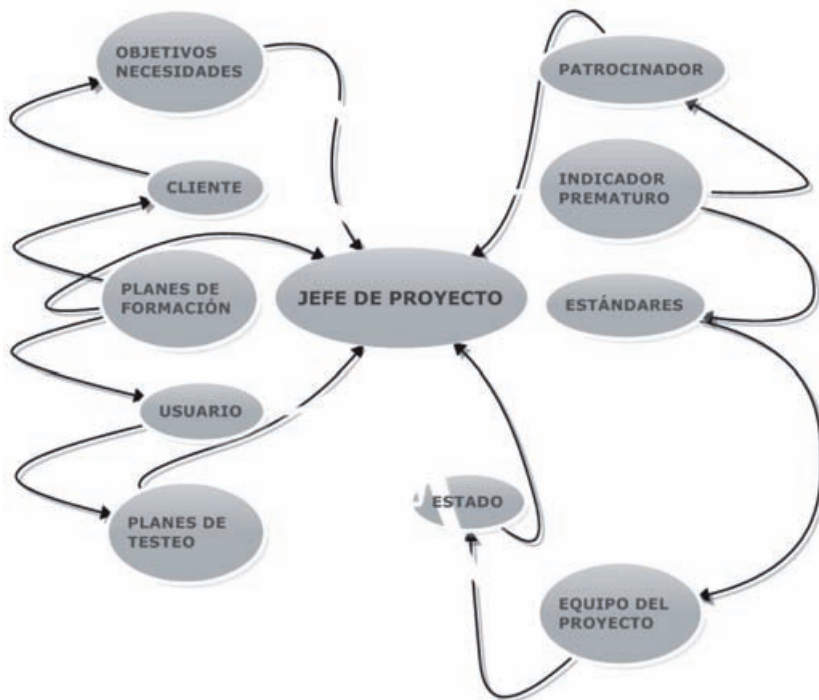 OBJETIVOS
NECESIDADES
PATROCINADOR
CLIENTE
INDICADOR
PREMATURO
PLANES DE
FORMACIÓN
JEFE DE PROYECTO
ESTÁNDARES
USUARIO
ESTADO
PLANES DE
TESTEO
EQUIPO DEL
PROYECTO